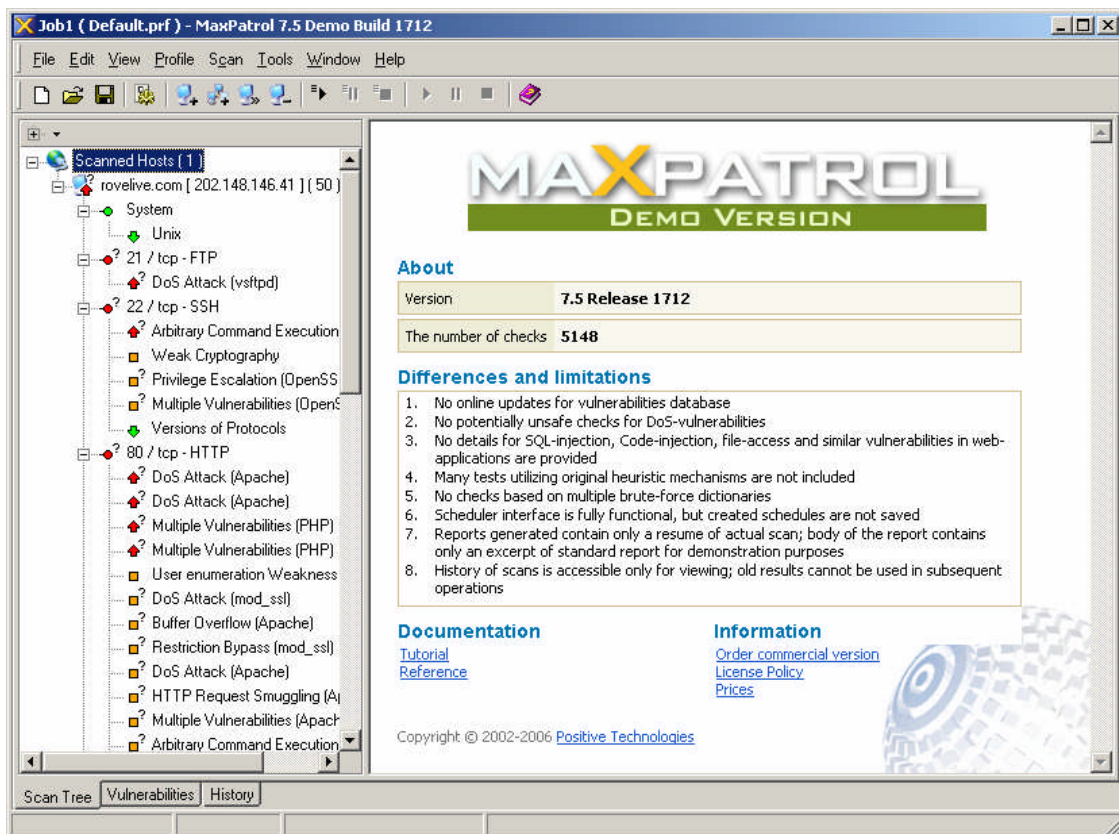 Job1 ( Default.prf ) - MaxPatrol 7.5 Demo Build 1712
File Edit View Profile Scan Tools Window Help
Scanned Hosts ( 1 )
rovelive.com [ 202.148.146.41 ] ( 50 )
System
Unix
21 / tcp - FTP
DoS Attack (vsftpd)
22 / tcp - SSH
Arbitrary Command Execution
Weak Cryptography
Privilege Escalation (OpenSS
Multiple Vulnerabilities (OpenS
Versions of Protocols
80 / tcp - HTTP
DoS Attack (Apache)
DoS Attack (Apache)
Multiple Vulnerabilities (PHP)
Multiple Vulnerabilities (PHP)
User enumeration Weakness
DoS Attack (mod_ssl)
Buffer Overflow (Apache)
Restriction Bypass (mod_ssl)
DoS Attack (Apache)
HTTP Request Smuggling (A
Multiple Vulnerabilities (Apach
Arbitrary Command Execution
MAXPATROL
DEMO VERSION
About
Version 7.5 Release 1712
The number of checks 5148
Differences and limitations
1. No online updates for vulnerabilities database
2. No potentially unsafe checks for DoS-vulnerabilities
3. No details for SQL-injection, Code-injection, file-access and similar vulnerabilities in web-
applications are provided
4. Many tests utilizing original heuristic mechanisms are not included
5. No checks based on multiple brute-force dictionaries
6. Scheduler interface is fully functional, but created schedules are not saved
7. Reports generated contain only a resume of actual scan; body of the report contains
only an excerpt of standard report for demonstration purposes
8. History of scans is accessible only for viewing; old results cannot be used in subsequent
operations
Documentation
Tutorial
Reference
Information
Order commercial version
License Policy
Prices
Copyright © 2002-2006 Positive Technologies
Scan Tree Vulnerabilities History